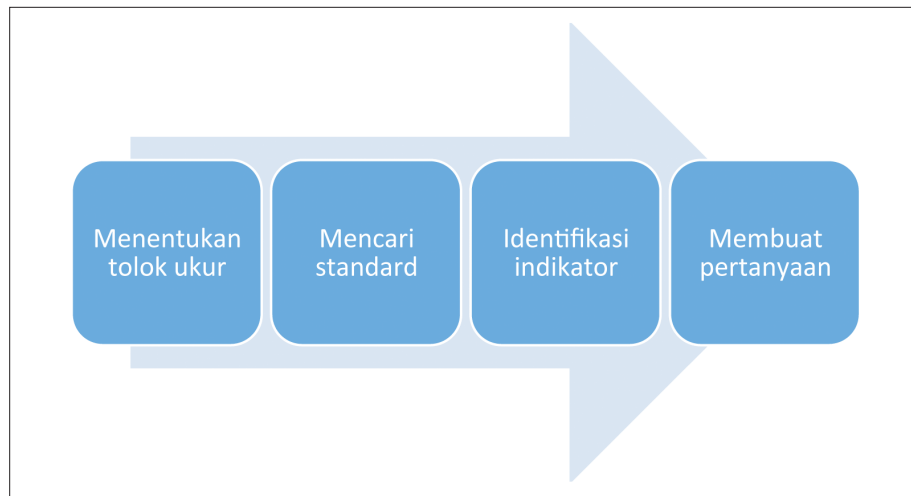 Menentukan
tolok ukur
Mencari
standard
Identifikasi
indikator
Membuat
pertanyaan